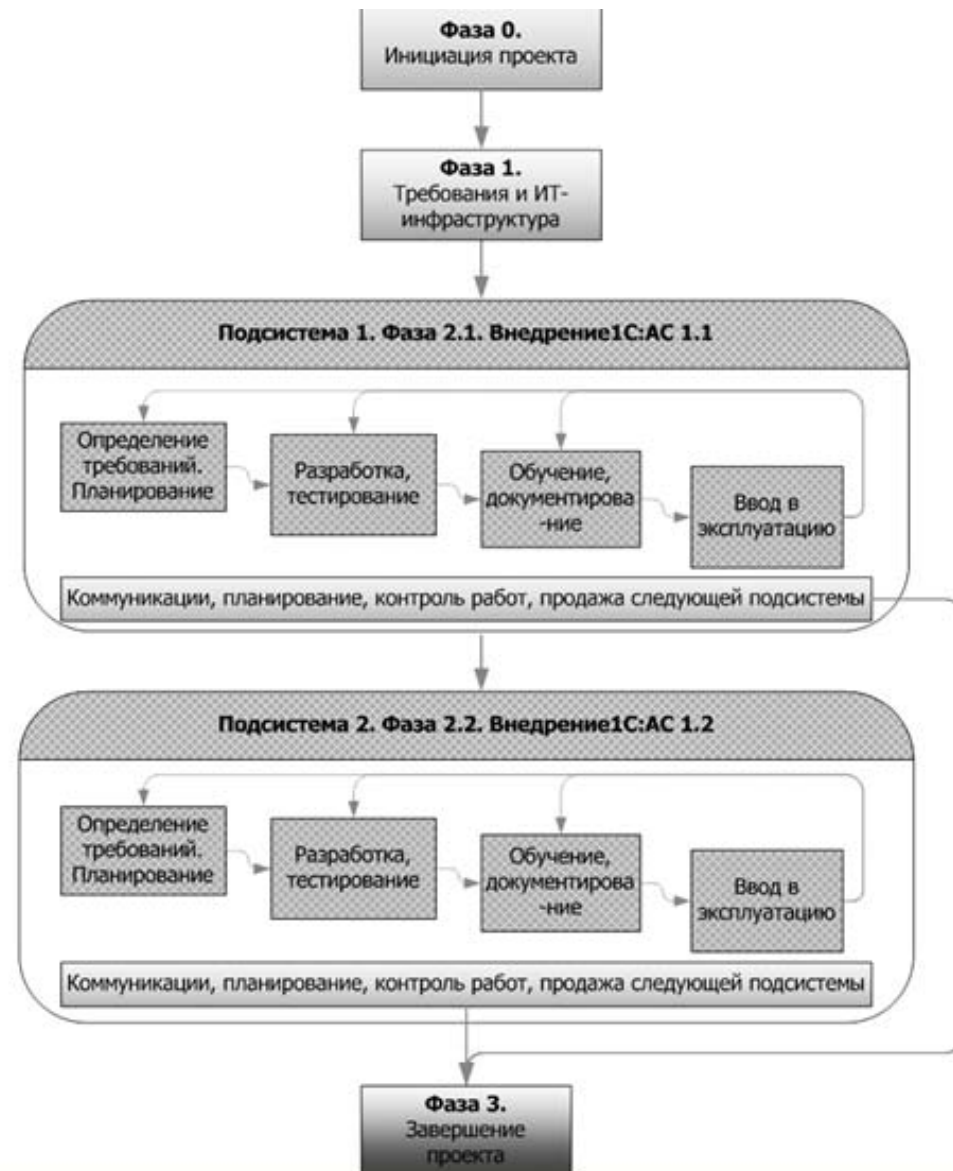 Фаза 0.
Инициация проекта
Фаза 1.
Требования и ИТ-
инфраструктура
Подсистема 1. Фаза 2.1. Внедрение1С:АС 1.1
Определение
требований.
Планирование
Разработка,
тестирование
Обучение,
документирова
-ние
Ввод в
эксплуатацию
Коммуникации, планирование, контроль работ, продажа следующей подсистемы
Подсистема 2. Фаза 2.2. Внедрение1С:АС 1.2
Определение
требований.
Планирование
Разработка,
тестирование
Обучение,
документирова
-ние
Ввод в
эксплуатацию
Коммуникации, планирование, контроль работ, продажа следующей подсистемы
Фаза 3.
Завершение
проекта